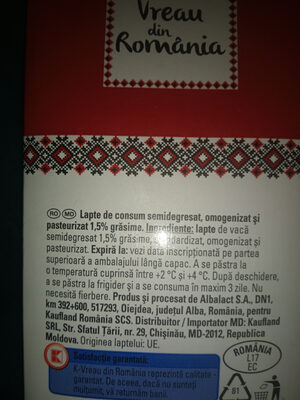 Vreau
din
România
RO MD Lapte de consum semidegresat, omogenizat și
pasteurizat 1,5% grăsime. Ingrediente: lapte de vacă
semidegresat 1,5% grăsime, standardizat, omogenizat și
pasteurizat. Expiră la: vezi data inscripționată pe partea
superioară a ambalajului lângă capac. A se păstra la
o temperatură cuprinsă între +2 °C și +4 °C. După deschidere,
a se păstra la frigider și a se consuma în maxim 3 zile. Nu
necesită fierbere. Produs și procesat de Albalact S.A., DN1,
km 392+600, 517293, Oiejdea, județul Alba, România, pentru
Kaufland România SCS. Distribuitor / Importator MD: Kaufland
SRL, Str. Sfatul Țării, nr. 29, Chișinău, MD-2012, Republica
Moldova. Originea laptelui: UE.
Satisfacție garantată:
K-Vreau din România reprezintă calitate
garantat. De aceea, dacă nu sunteți
mulțumit, vă returnăm banii.
ROMÂNIA
L17
EC
81